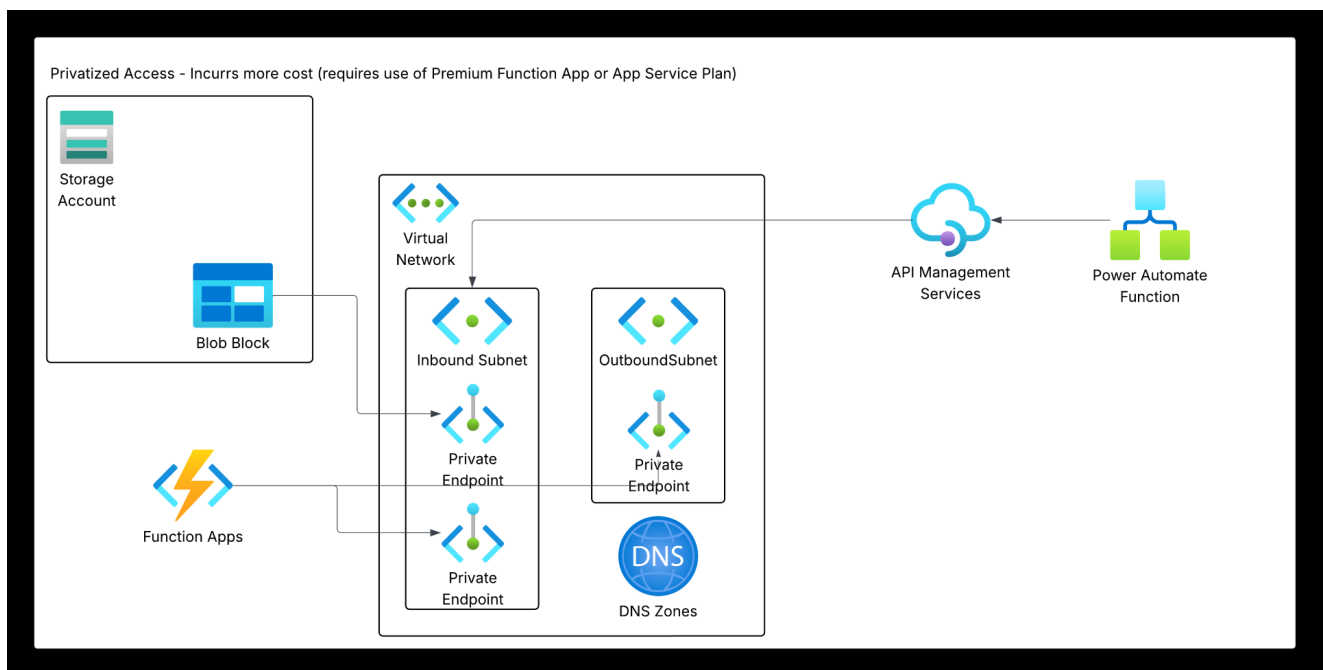 Privatized Access - Incurrs more cost (requires use of Premium Function App or App Service Plan)
Storage
Account
Blob Block
Virtual
Network
Inbound Subnet
OutboundSubnet
Private
Endpoint
Private
Endpoint
Private
Endpoint
DNS
DNS Zones
Function Apps
API Management
Services
Power Automate
Function